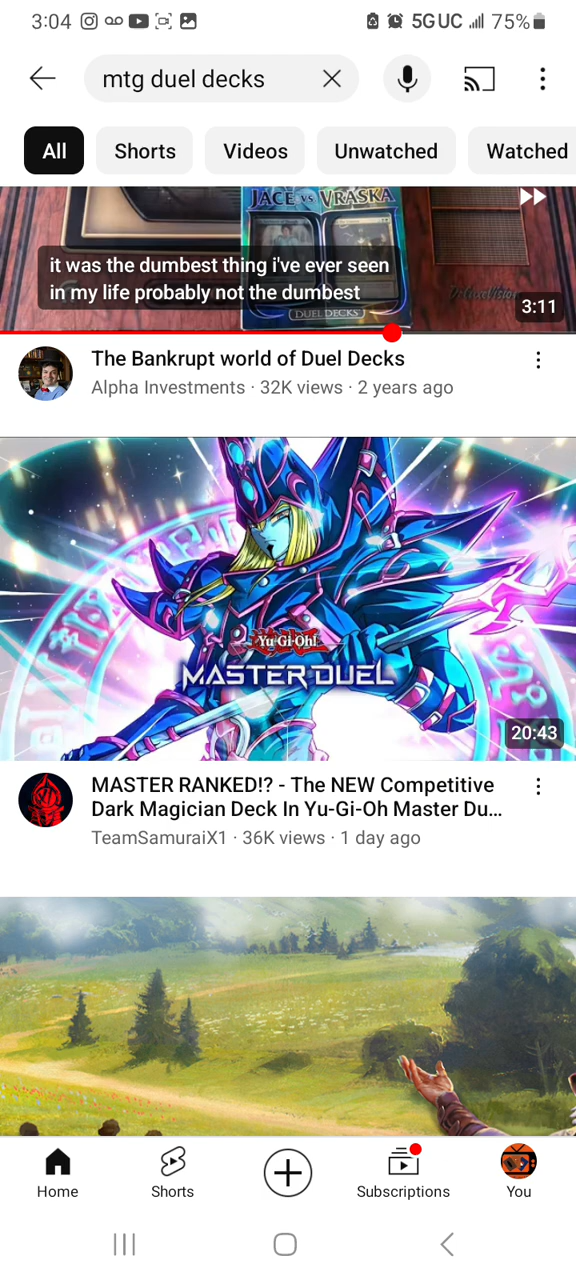 3:04
5G UC
75%
mtg duel decks
All
Shorts
Videos
Unwatched
Watched
JACE vs VRASKA
it was the dumbest thing i've ever seen
in my life probably not the dumbest
DUEL DECKS
3:11
The Bankrupt world of Duel Decks
Alpha Investments · 32K views · 2 years ago
Yu-Gi-Oh!
MASTER DUEL
20:43
MASTER RANKED!? - The NEW Competitive
Dark Magician Deck In Yu-Gi-Oh Master Du...
TeamSamuraiX1 · 36K views · 1 day ago
Home
Shorts
Subscriptions
You